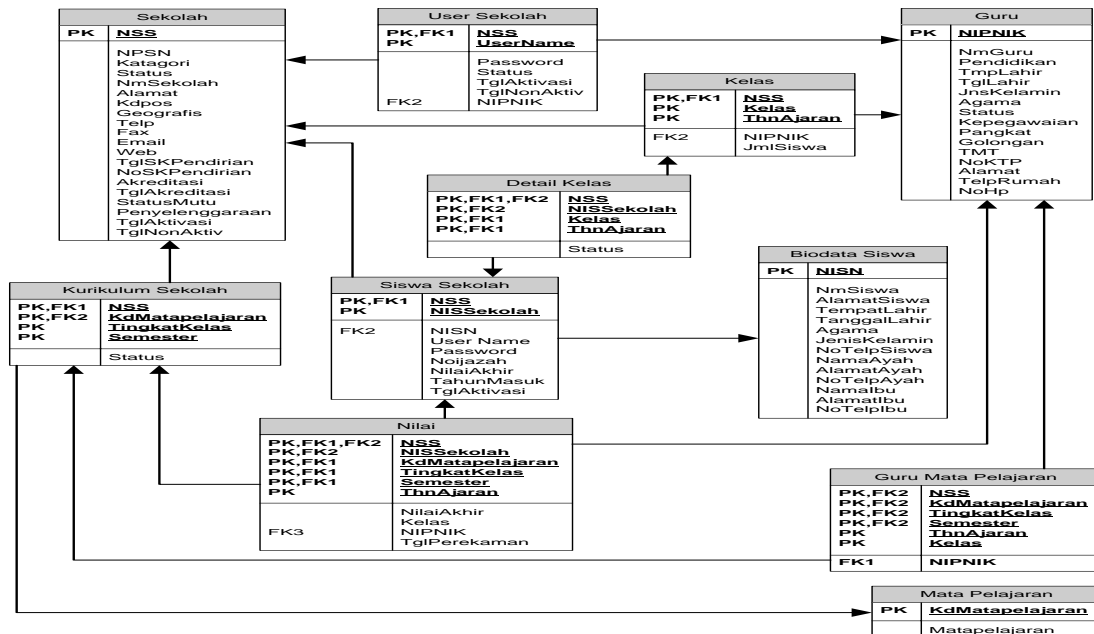 Sekolah
PK NSS
NPSN
Katagori
Status
NmSekolah
Alamat
Kdpos
Geografis
Telp
Fax
Email
Web
TglSKPendirian
NoSKPendirian
Akreditasi
TglAkreditasi
StatusMutu
Penyelenggaraan
TglAktivasi
TglNonAktiv
User Sekolah
PK,FK1 NSS
PK UserName
Password
Status
TglAktivasi
TglNonAktiv
FK2 NIPNIK
Guru
PK NIPNIK
NmGuru
Pendidikan
TmpLahir
TglLahir
JnsKelamin
Agama
Status
Kepegawaian
Pangkat
Golongan
TMT
NoKTP
Alamat
TelpRumah
NoHp
Kelas
PK,FK1 NSS
PK Kelas
PK ThnAjaran
FK2 NIPNIK
JmlSiswa
Detail Kelas
PK,FK1,FK2 NSS
PK,FK2 NISSekolah
PK,FK1 Kelas
PK,FK1 ThnAjaran
Status
Biodata Siswa
PK NISN
NmSiswa
AlamatSiswa
TempatLahir
TanggalLahir
Agama
JenisKelamin
NoTelpSiswa
NamaAyah
AlamatAyah
NoTelpAyah
NamaIbu
AlamatIbu
NoTelpIbu
Kurikulum Sekolah
PK,FK1 NSS
PK,FK2 KdMatapelajaran
PK TingkatKelas
PK Semester
Status
Siswa Sekolah
PK,FK1 NSS
PK NISSekolah
FK2 NISN
User Name
Password
Noijazah
NilaiAkhir
TahunMasuk
TglAktivasi
Nilai
PK,FK1,FK2 NSS
PK,FK2 NISSekolah
PK,FK1 KdMatapelajaran
PK,FK1 TingkatKelas
PK,FK1 Semester
PK ThnAjaran
NilaiAkhir
Kelas
FK3 NIPNIK
TglPerekaman
Guru Mata Pelajaran
PK,FK2 NSS
PK,FK2 KdMatapelajaran
PK,FK2 TingkatKelas
PK,FK2 Semester
PK ThnAjaran
PK Kelas
FK1 NIPNIK
Mata Pelajaran
PK KdMatapelajaran
Matapelajaran